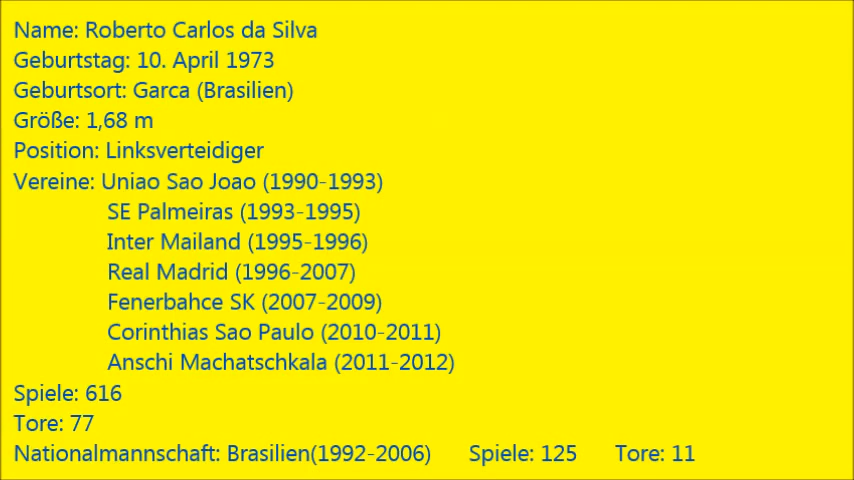 Name: Roberto Carlos da Silva
Geburtstag: 10. April 1973
Geburtsort: Garca (Brasilien)
Größe: 1,68 m
Position: Linksverteidiger
Vereine: Uniao Sao Joao (1990-1993)
SE Palmeiras (1993-1995)
Inter Mailand (1995-1996)
Real Madrid (1996-2007)
Fenerbahce SK (2007-2009)
Corinthias Sao Paulo (2010-2011)
Anschi Machatschkala (2011-2012)
Spiele: 616
Tore: 77
Nationalmannschaft: Brasilien(1992-2006) Spiele: 125 Tore: 11